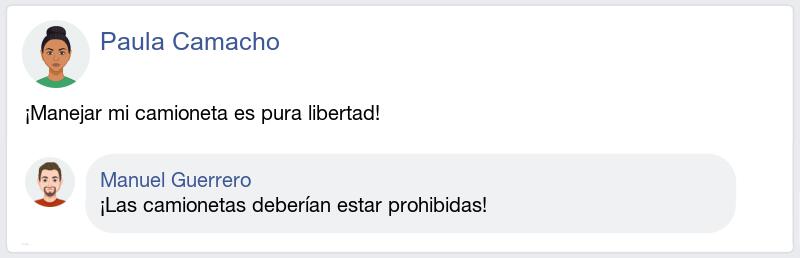 Paula Camacho
¡Manejar mi camioneta es pura libertad!
Manuel Guerrero
¡Las camionetas deberían estar prohibidas!